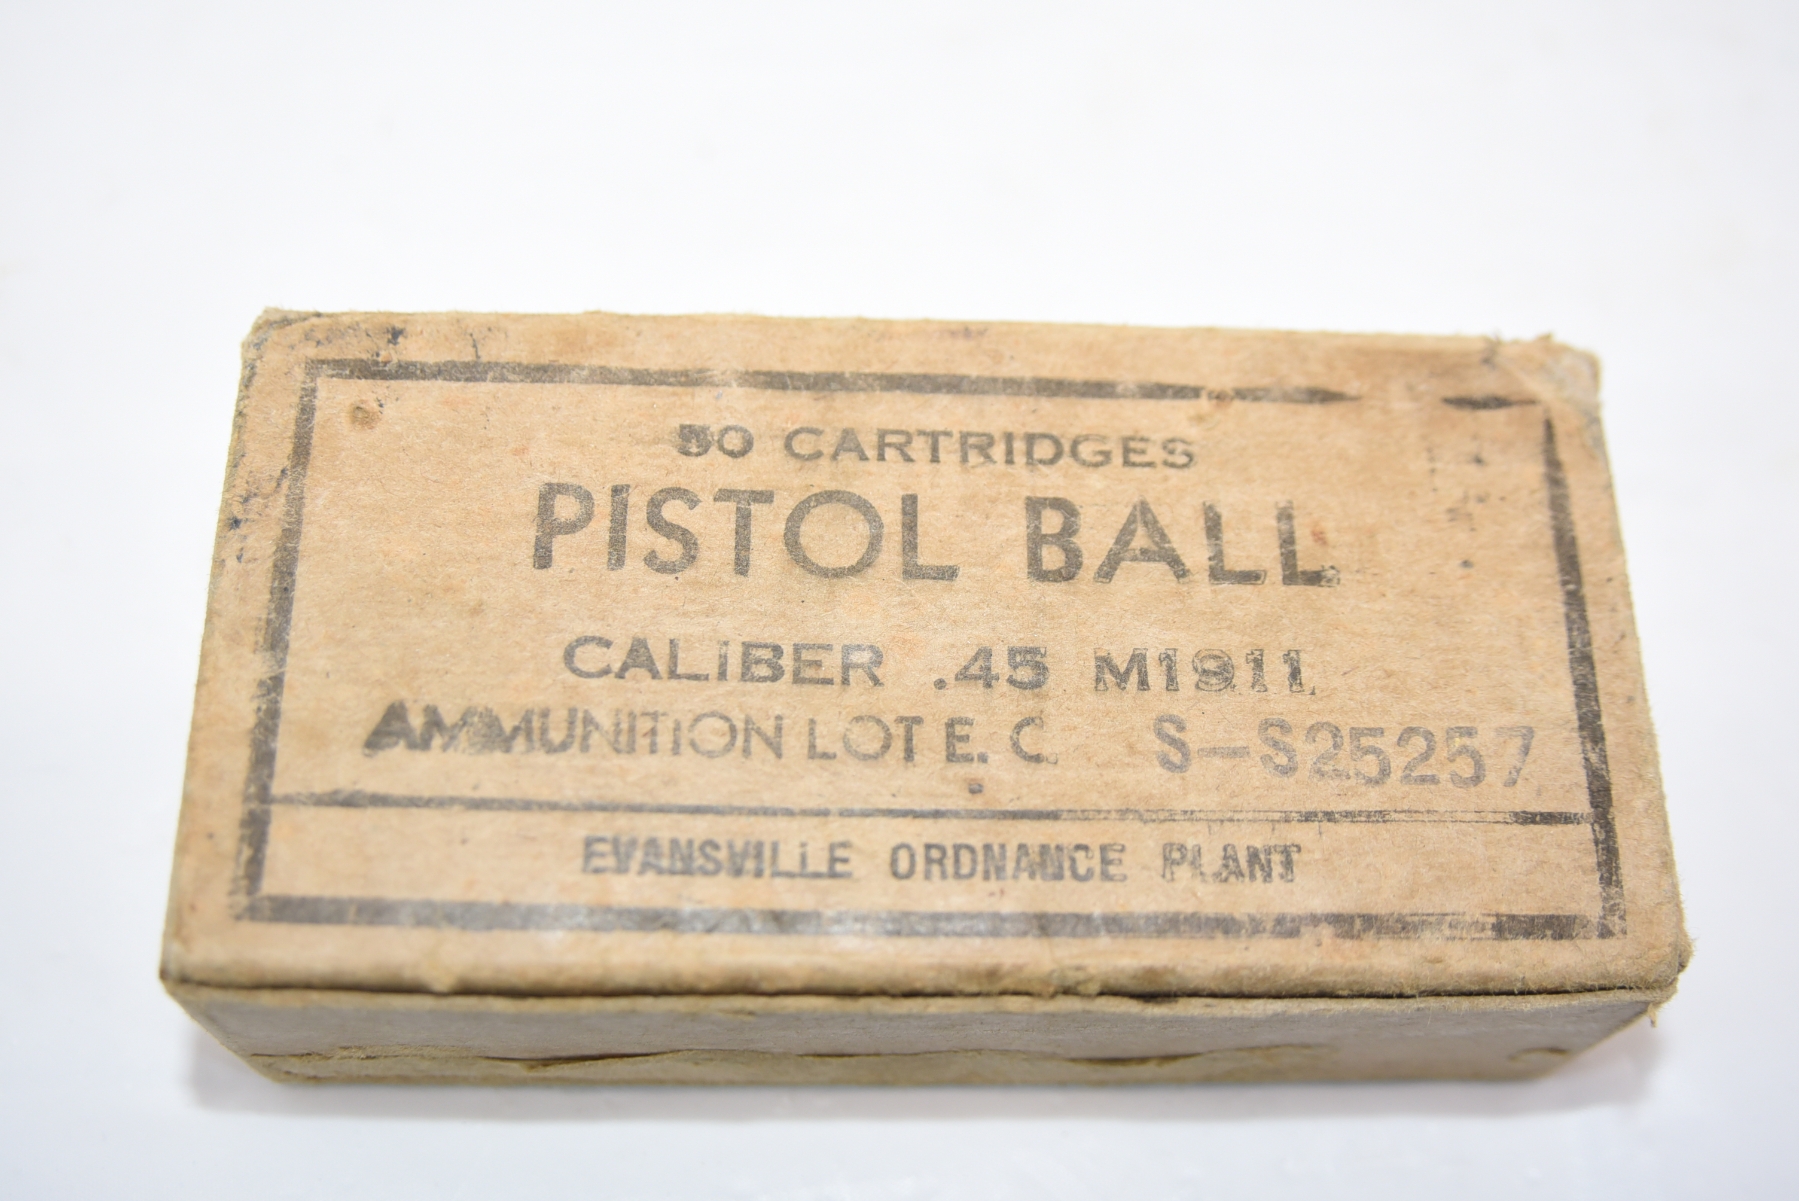 50 CARTRIDGES
PISTOL BALL
CALIBER .45 M1911
AMMUNITION LOT E. C. S-S25257
EVANSVILLE ORDNANCE PLANT